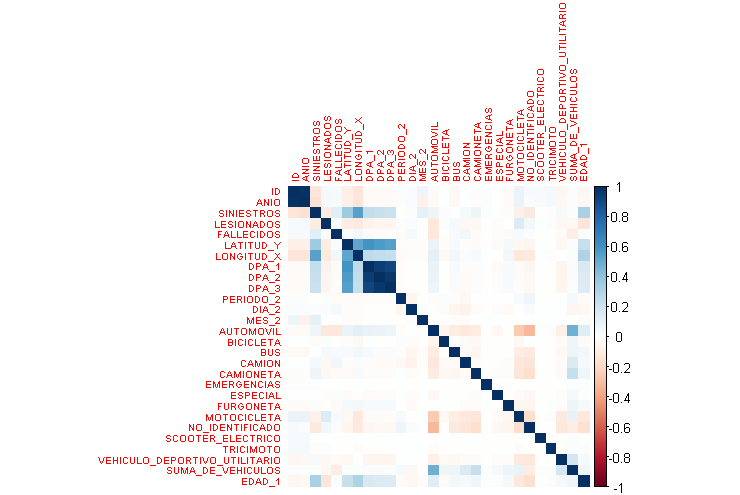 ID
ANIO
SINIESTROS
LESIONADOS
FALLECIDOS
LATITUD_Y
LONGITUD_X
DPA_1
DPA_2
DPA_3
PERIODO_2
DIA_2
MES_2
AUTOMOVIL
BICICLETA
BUS
CAMION
CAMIONETA
EMERGENCIAS
ESPECIAL
FURGONETA
MOTOCICLETA
NO_IDENTIFICADO
SCOOTER_ELECTRICO
TRICIMOTO
VEHICULO_DEPORTIVO_UTILITARIO
SUMA_DE_VEHICULOS
EDAD_1
ID
ANIO
SINIESTROS
LESIONADOS
FALLECIDOS
LATITUD_Y
LONGITUD_X
DPA_1
DPA_2
DPA_3
PERIODO_2
DIA_2
MES_2
AUTOMOVIL
BICICLETA
BUS
CAMION
CAMIONETA
EMERGENCIAS
ESPECIAL
FURGONETA
MOTOCICLETA
NO_IDENTIFICADO
SCOOTER_ELECTRICO
TRICIMOTO
VEHICULO_DEPORTIVO_UTILITARIO
SUMA_DE_VEHICULOS
EDAD_1
1
0.8
0.6
0.4
0.2
0
-0.2
-0.4
-0.6
-0.8
-1